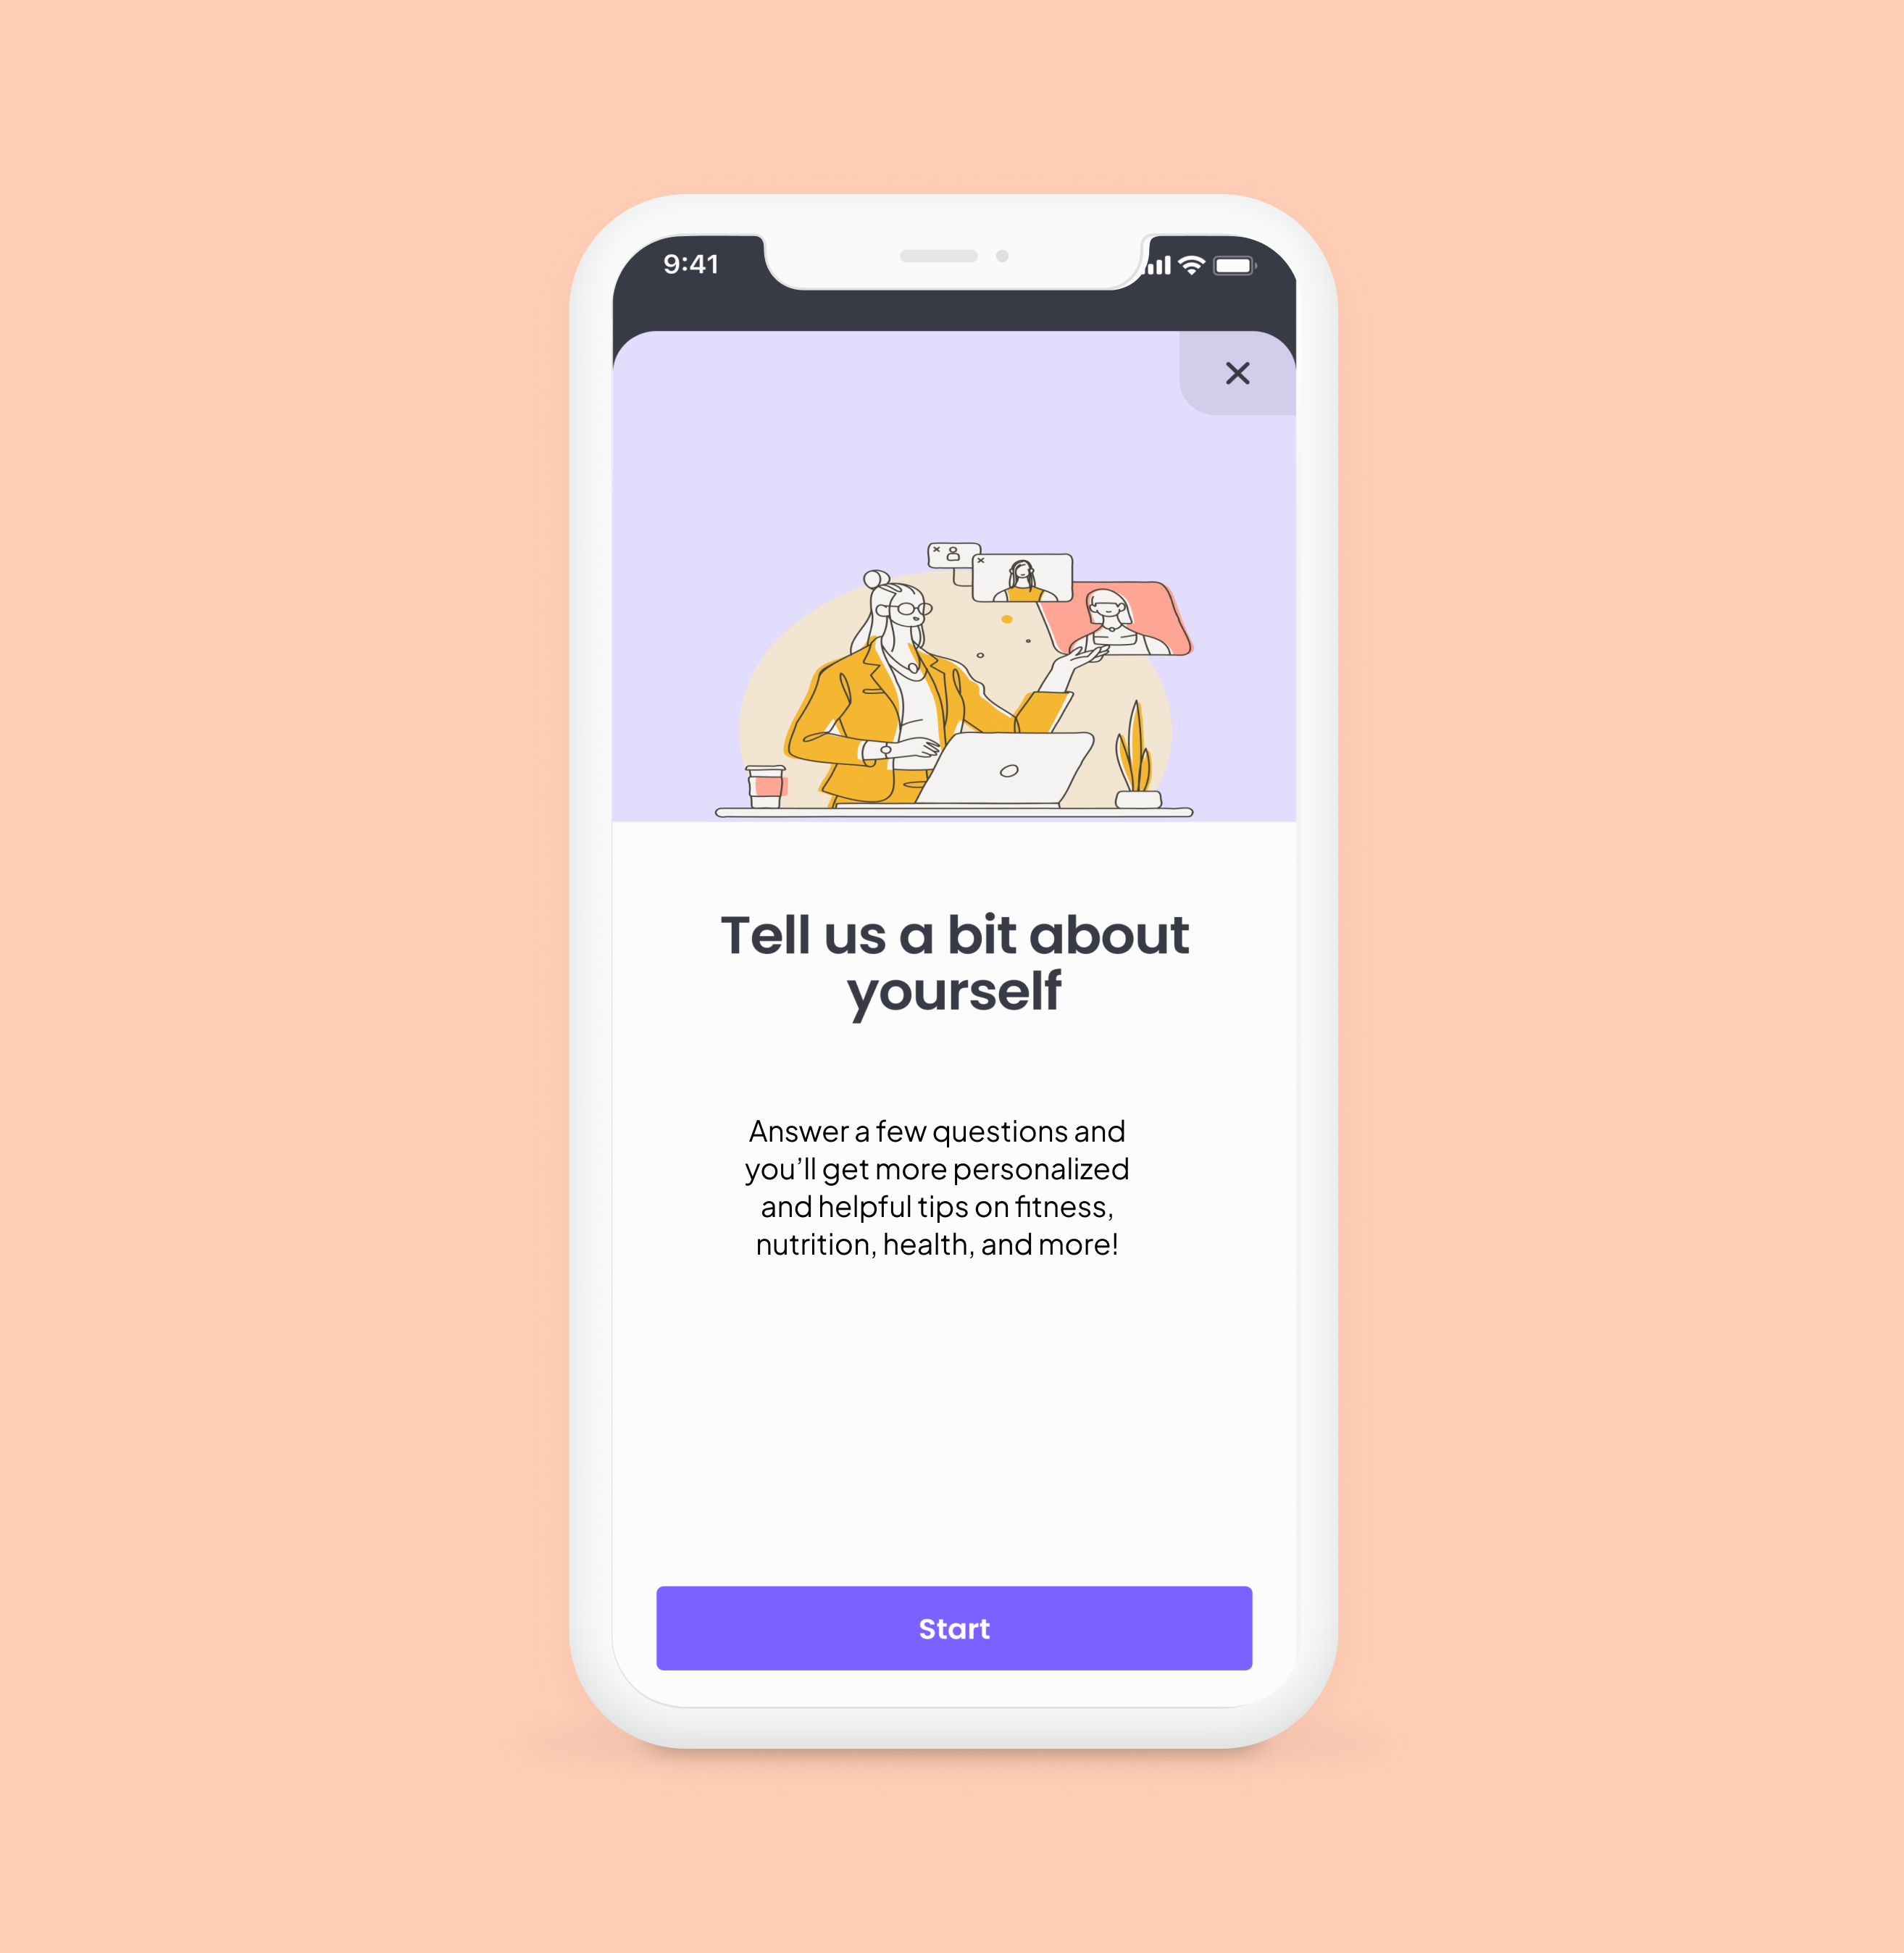 9:41
Tell us a bit about
yourself
Answer a few questions and
you’ll get more personalized
and helpful tips on fitness,
nutrition, health, and more!
Start